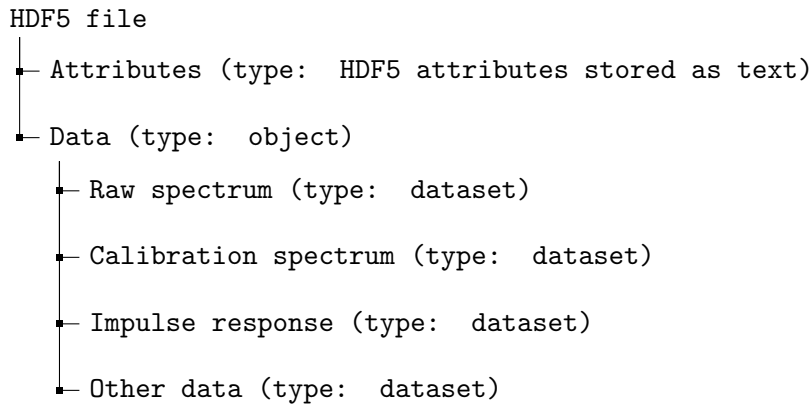 HDF5 file
Attributes (type: HDF5 attributes stored as text)
Data (type: object)
Raw spectrum (type: dataset)
Calibration spectrum (type: dataset)
Impulse response (type: dataset)
Other data (type: dataset)